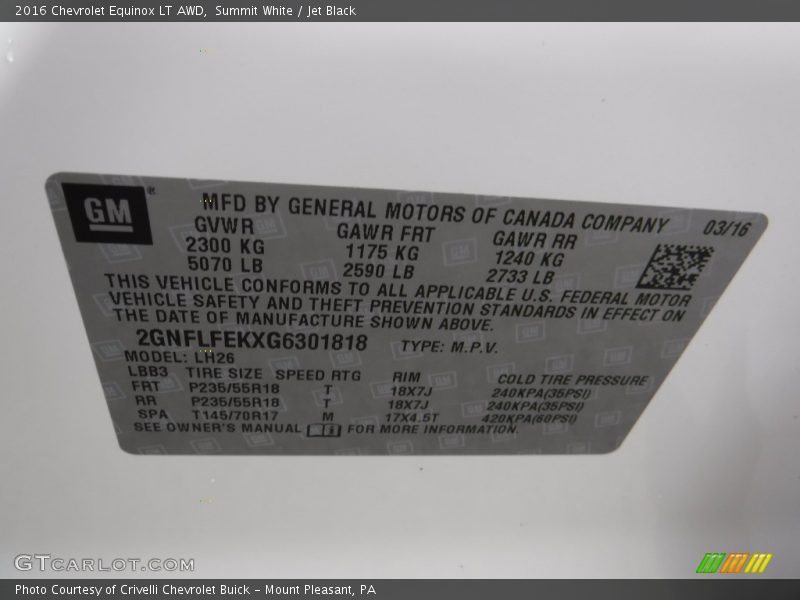 2016 Chevrolet Equinox LT AWD, Summit White / Jet Black
GM ®
MFD BY GENERAL MOTORS OF CANADA COMPANY 03/16
GVWR GAWR FRT GAWR RR
2300 KG 1175 KG 1240 KG
5070 LB 2590 LB 2733 LB
THIS VEHICLE CONFORMS TO ALL APPLICABLE U.S. FEDERAL MOTOR
VEHICLE SAFETY AND THEFT PREVENTION STANDARDS IN EFFECT ON
THE DATE OF MANUFACTURE SHOWN ABOVE.
2GNFLFEKXG6301818 TYPE: M.P.V.
MODEL: LH26
LBB3 TIRE SIZE SPEED RTG RIM COLD TIRE PRESSURE
FRT P235/55R18 T 18X7J 240KPA(35PSI)
RR P235/55R18 T 18X7J 240KPA(35PSI)
SPA T145/70R17 M 17X4.5T 420KPA(60PSI)
SEE OWNER'S MANUAL FOR MORE INFORMATION.
GTCarLot.com
Photo Courtesy of Crivelli Chevrolet Buick - Mount Pleasant, PA